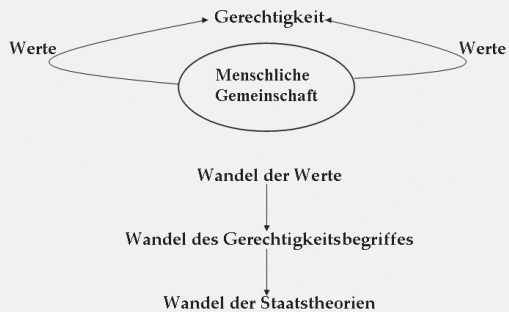 Gerechtigkeit
Werte Werte
Menschliche
Gemeinschaft
Wandel der Werte
Wandel des Gerechtigkeitsbegriffes
Wandel der Staatstheorien